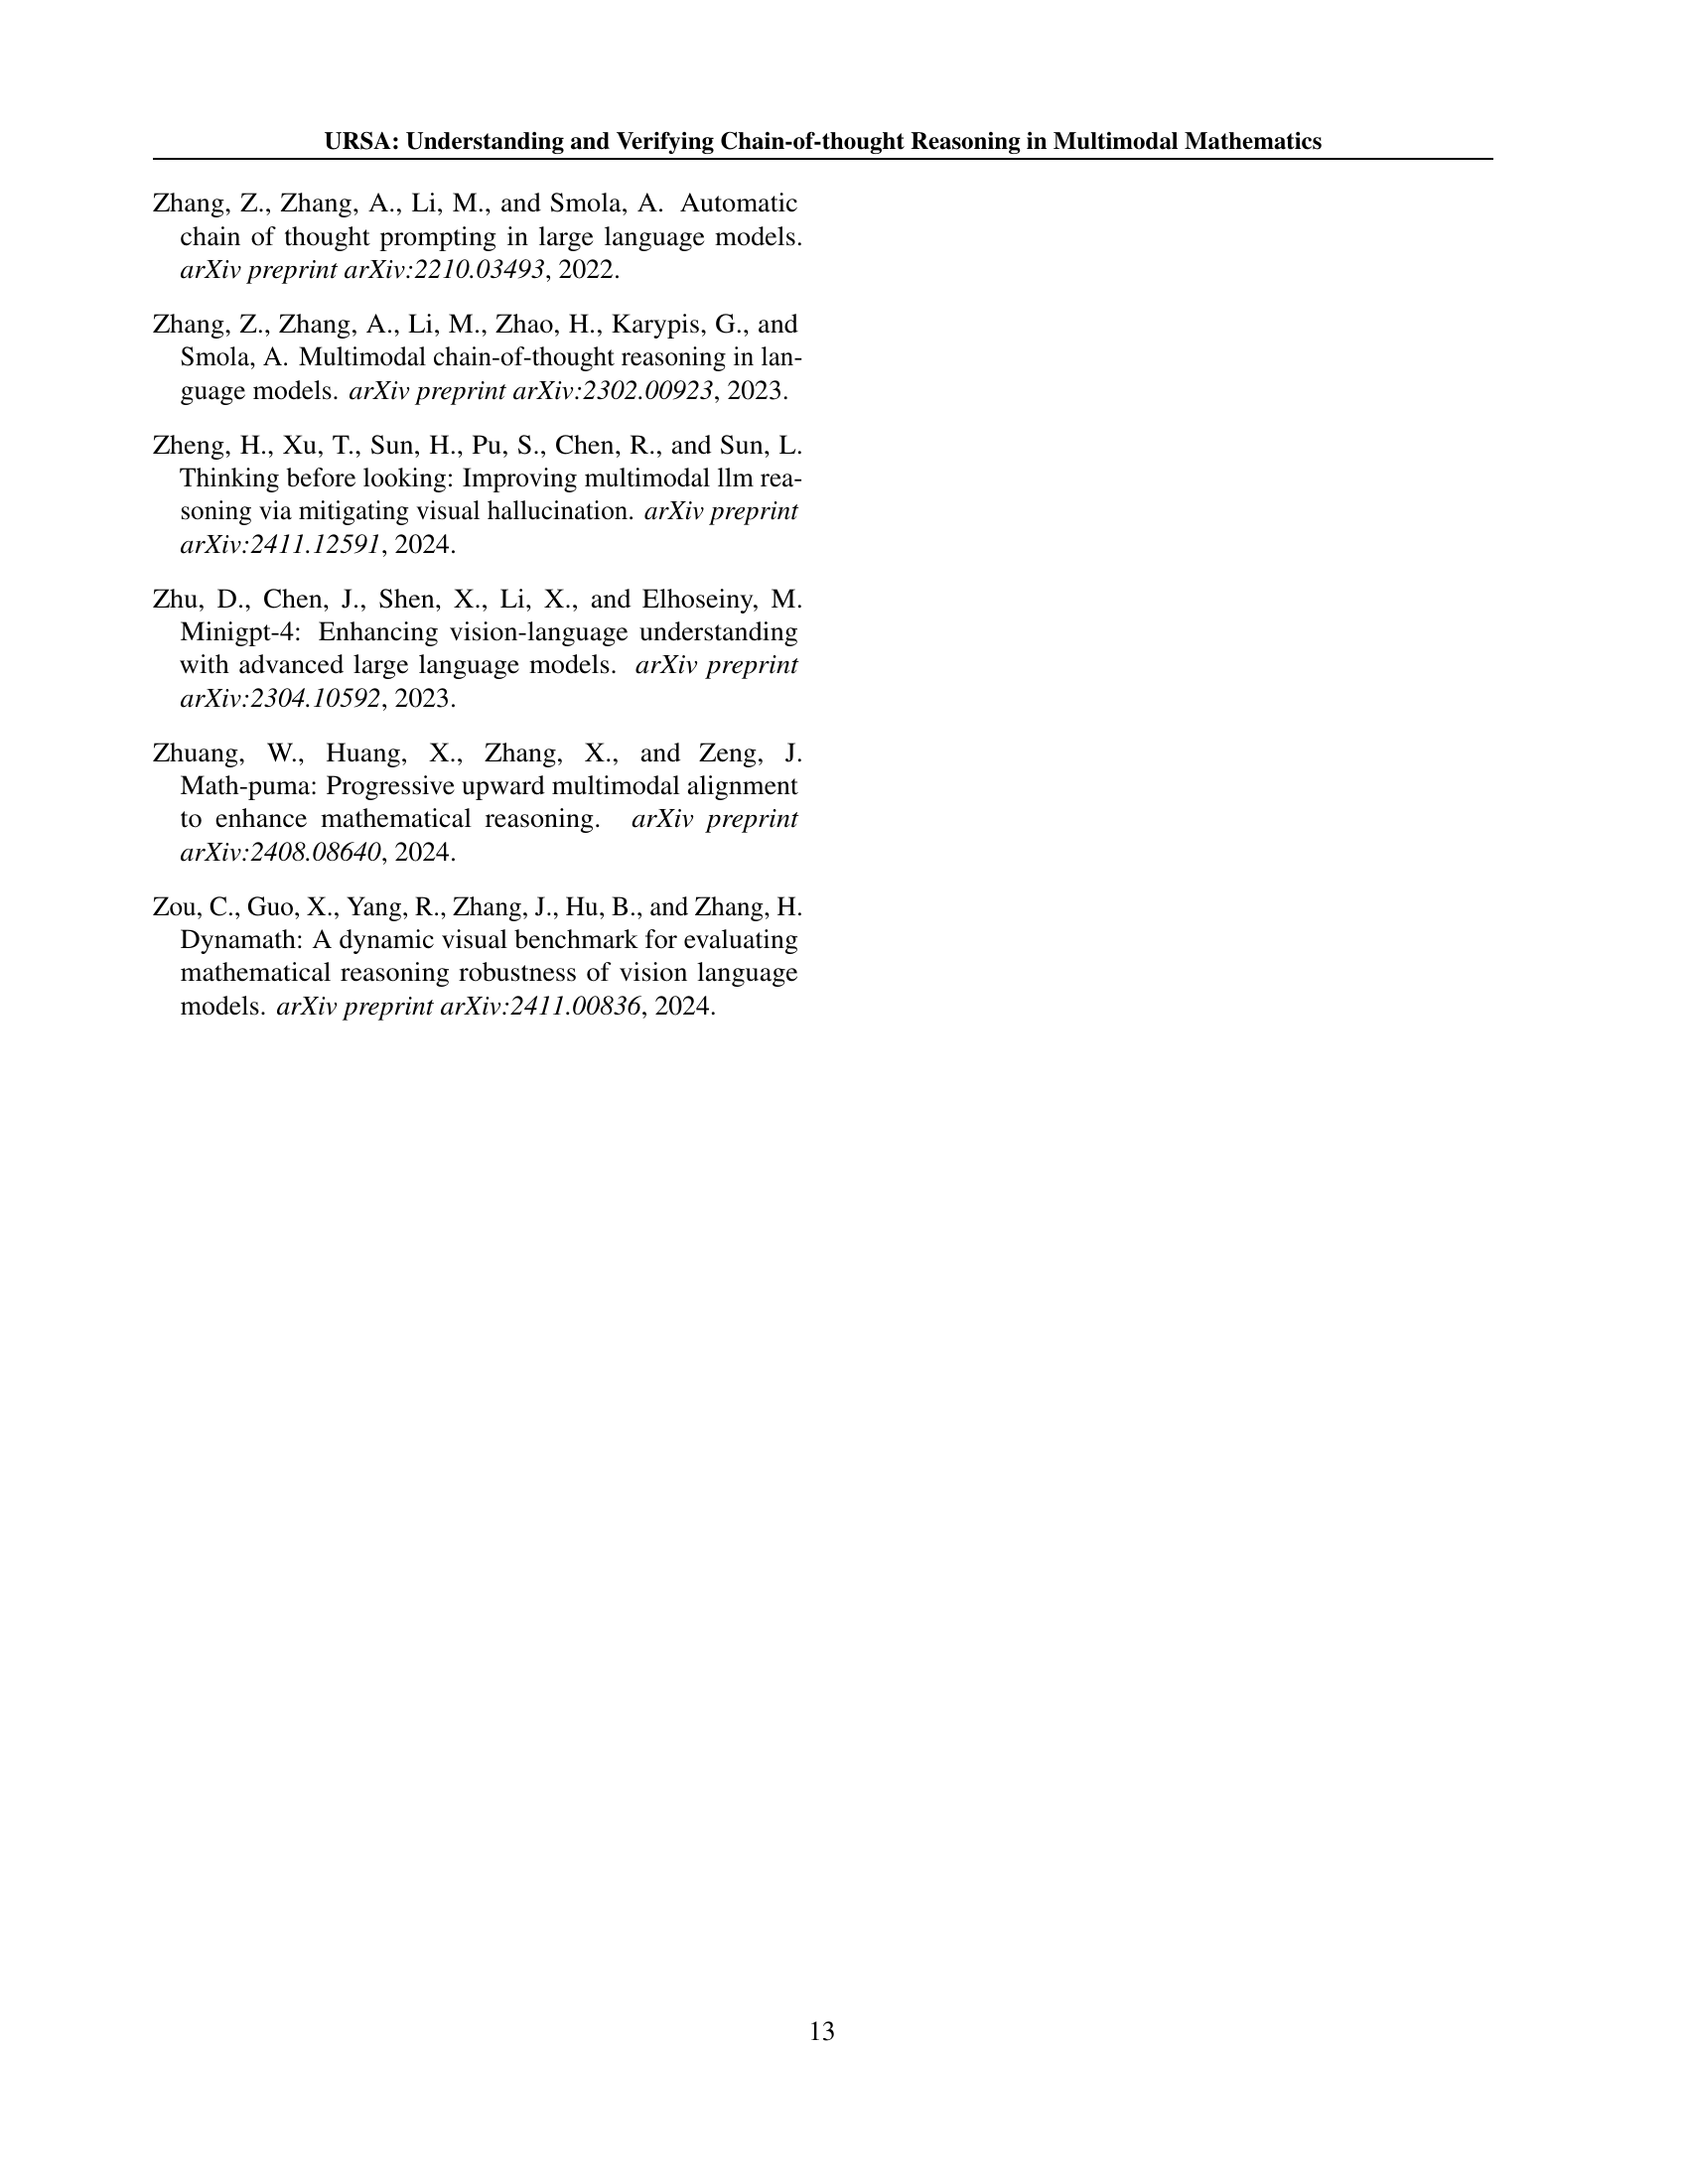 URSA: Understanding and Verifying Chain-of-thought Reasoning in Multimodal Mathematics
Zhang, Z., Zhang, A., Li, M., and Smola, A. Automatic
chain of thought prompting in large language models.
arXiv preprint arXiv:2210.03493, 2022.
Zhang, Z., Zhang, A., Li, M., Zhao, H., Karypis, G., and
Smola, A. Multimodal chain-of-thought reasoning in lan-
guage models. arXiv preprint arXiv:2302.00923, 2023.
Zheng, H., Xu, T., Sun, H., Pu, S., Chen, R., and Sun, L.
Thinking before looking: Improving multimodal llm rea-
soning via mitigating visual hallucination. arXiv preprint
arXiv:2411.12591, 2024.
Zhu, D., Chen, J., Shen, X., Li, X., and Elhoseiny, M.
Minigpt-4: Enhancing vision-language understanding
with advanced large language models. arXiv preprint
arXiv:2304.10592, 2023.
Zhuang, W., Huang, X., Zhang, X., and Zeng, J.
Math-puma: Progressive upward multimodal alignment
to enhance mathematical reasoning. arXiv preprint
arXiv:2408.08640, 2024.
Zou, C., Guo, X., Yang, R., Zhang, J., Hu, B., and Zhang, H.
Dynamath: A dynamic visual benchmark for evaluating
mathematical reasoning robustness of vision language
models. arXiv preprint arXiv:2411.00836, 2024.
13